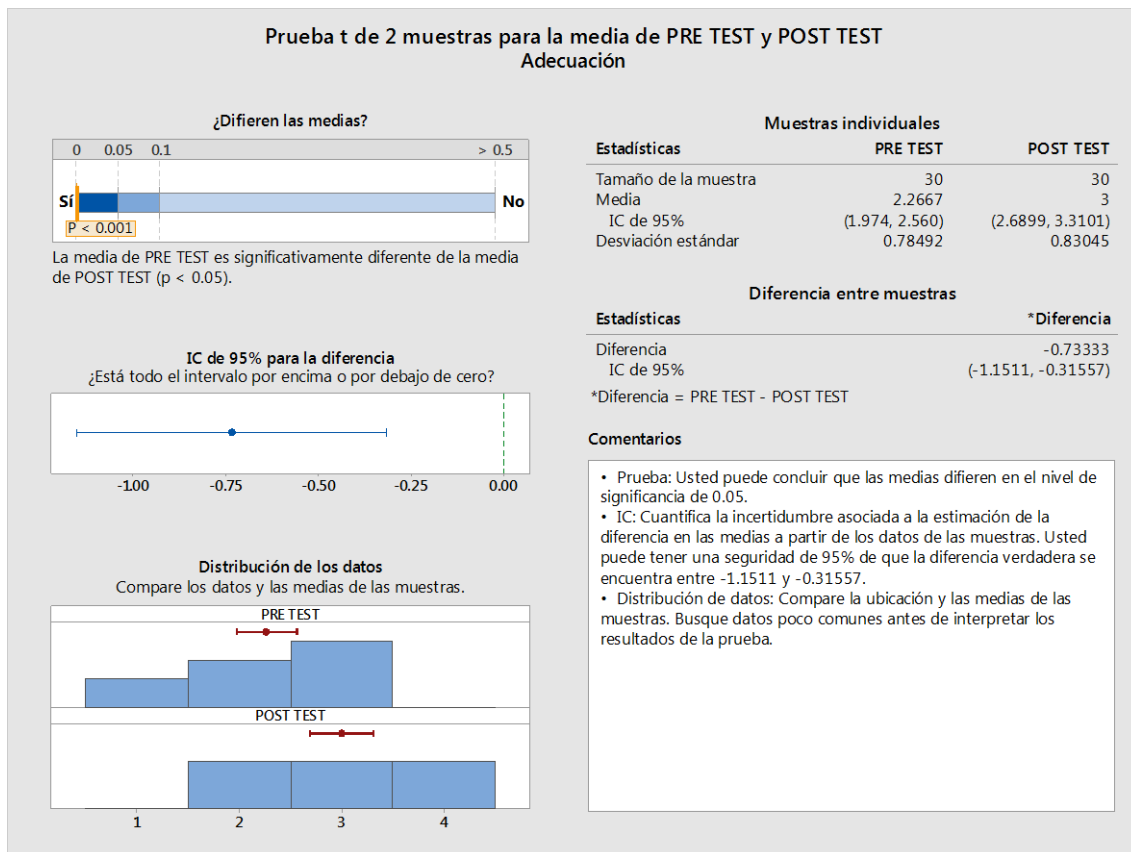 Prueba t de 2 muestras para la media de PRE TEST y POST TEST
Adecuación
¿Difieren las medias?
0 0.05 0.1 > 0.5
Sí No
P < 0.001
La media de PRE TEST es significativamente diferente de la media
de POST TEST (p < 0.05).
IC de 95% para la diferencia
¿Está todo el intervalo por encima o por debajo de cero?
-1.00 -0.75 -0.50 -0.25 0.00
Distribución de los datos
Compare los datos y las medias de las muestras.
PRE TEST
POST TEST
1 2 3 4
Muestras individuales
Estadísticas PRE TEST POST TEST
Tamaño de la muestra 30 30
Media 2.2667 3
IC de 95% (1.974, 2.560) (2.6899, 3.3101)
Desviación estándar 0.78492 0.83045
Diferencia entre muestras
Estadísticas *Diferencia
Diferencia -0.73333
IC de 95% (-1.1511, -0.31557)
*Diferencia = PRE TEST - POST TEST
Comentarios
• Prueba: Usted puede concluir que las medias difieren en el nivel de
significancia de 0.05.
• IC: Cuantifica la incertidumbre asociada a la estimación de la
diferencia en las medias a partir de los datos de las muestras. Usted
puede tener una seguridad de 95% de que la diferencia verdadera se
encuentra entre -1.1511 y -0.31557.
• Distribución de datos: Compare la ubicación y las medias de las
muestras. Busque datos poco comunes antes de interpretar los
resultados de la prueba.